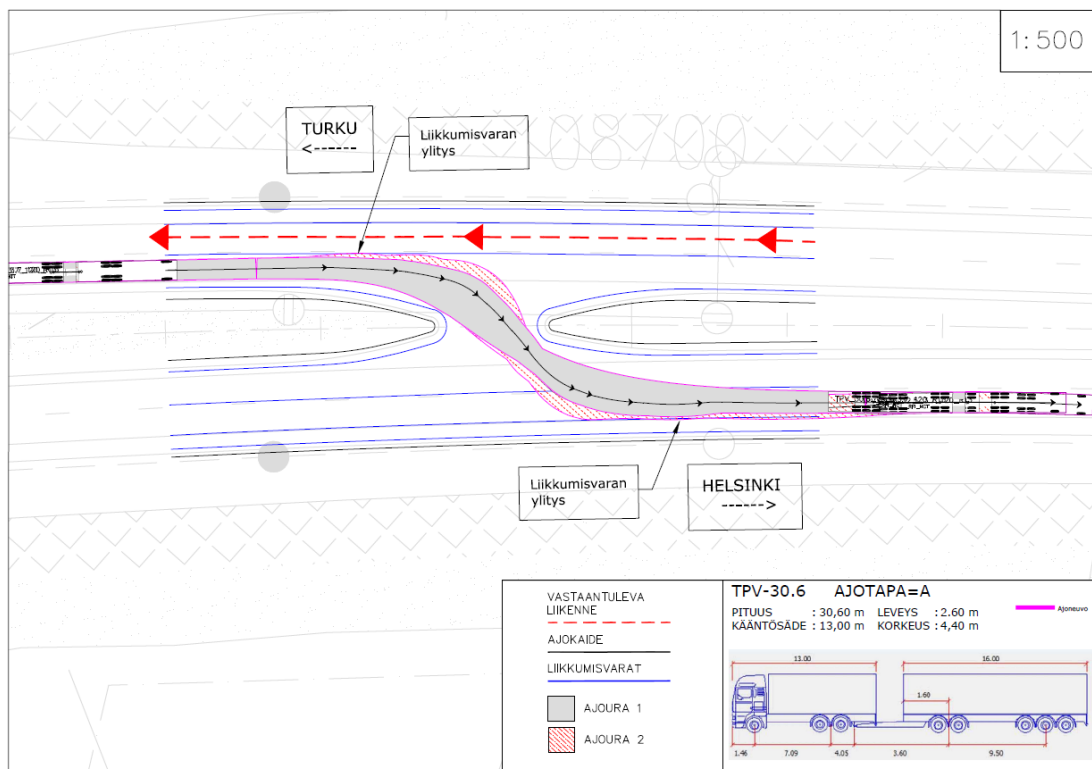 1:500
TURKU
<------
Liikkumisvaran
ylitys
08700
Liikkumisvaran
ylitys
HELSINKI
------>
VASTAANTULEVA
LIIKENNE
AJOKAIDE
LIIKKUMISVARAT
AJOURA 1
AJOURA 2
TPV-30.6 AJOTAPA=A
PITUUS : 30,60 m LEVEYS : 2.60 m
KÄÄNTÖSÄDE : 13,00 m KORKEUS : 4,40 m
Ajoneuvo
13.00 16.00
1.60
1.46 7.09 4.05 3.60 9.50